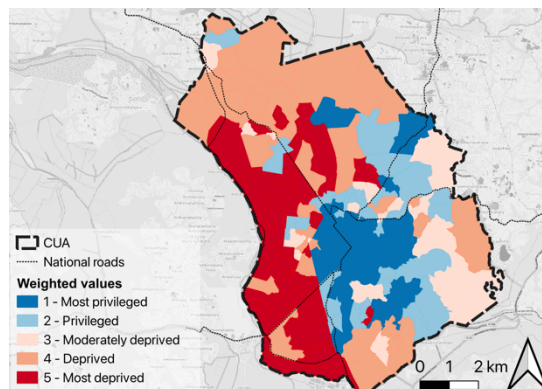 CUA
National roads
Weighted values
1 - Most privileged
2 - Privileged
3 - Moderately deprived
4 - Deprived
5 - Most deprived
0 1 2 km